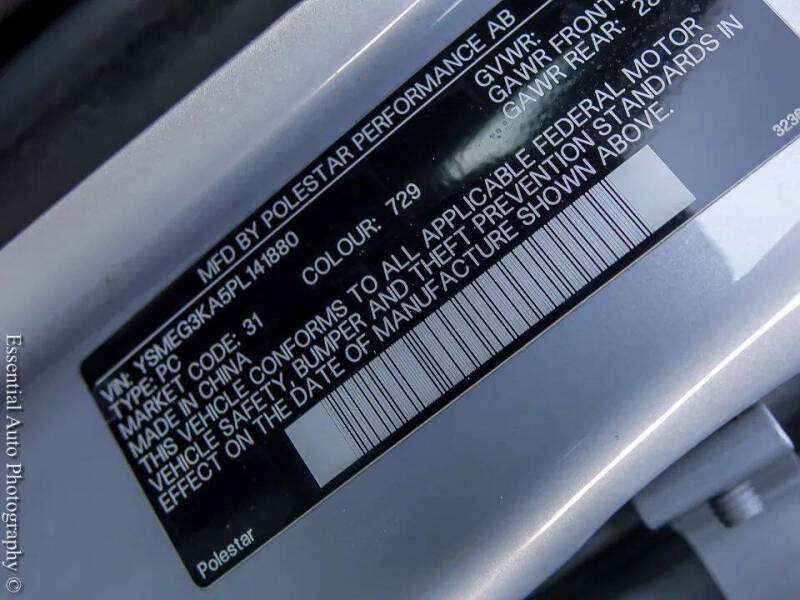 MFD BY POLESTAR PERFORMANCE AB
VIN: YSMEG3KA5PL141880
TYPE: PC
MARKET CODE: 31 COLOUR: 729
MADE IN CHINA
GVWR:
GAWR FRONT:
GAWR REAR: 28
THIS VEHICLE CONFORMS TO ALL APPLICABLE FEDERAL MOTOR
VEHICLE SAFETY, BUMPER AND THEFT PREVENTION STANDARDS IN
EFFECT ON THE DATE OF MANUFACTURE SHOWN ABOVE.
Polestar
3236
Essential Auto Photography ©